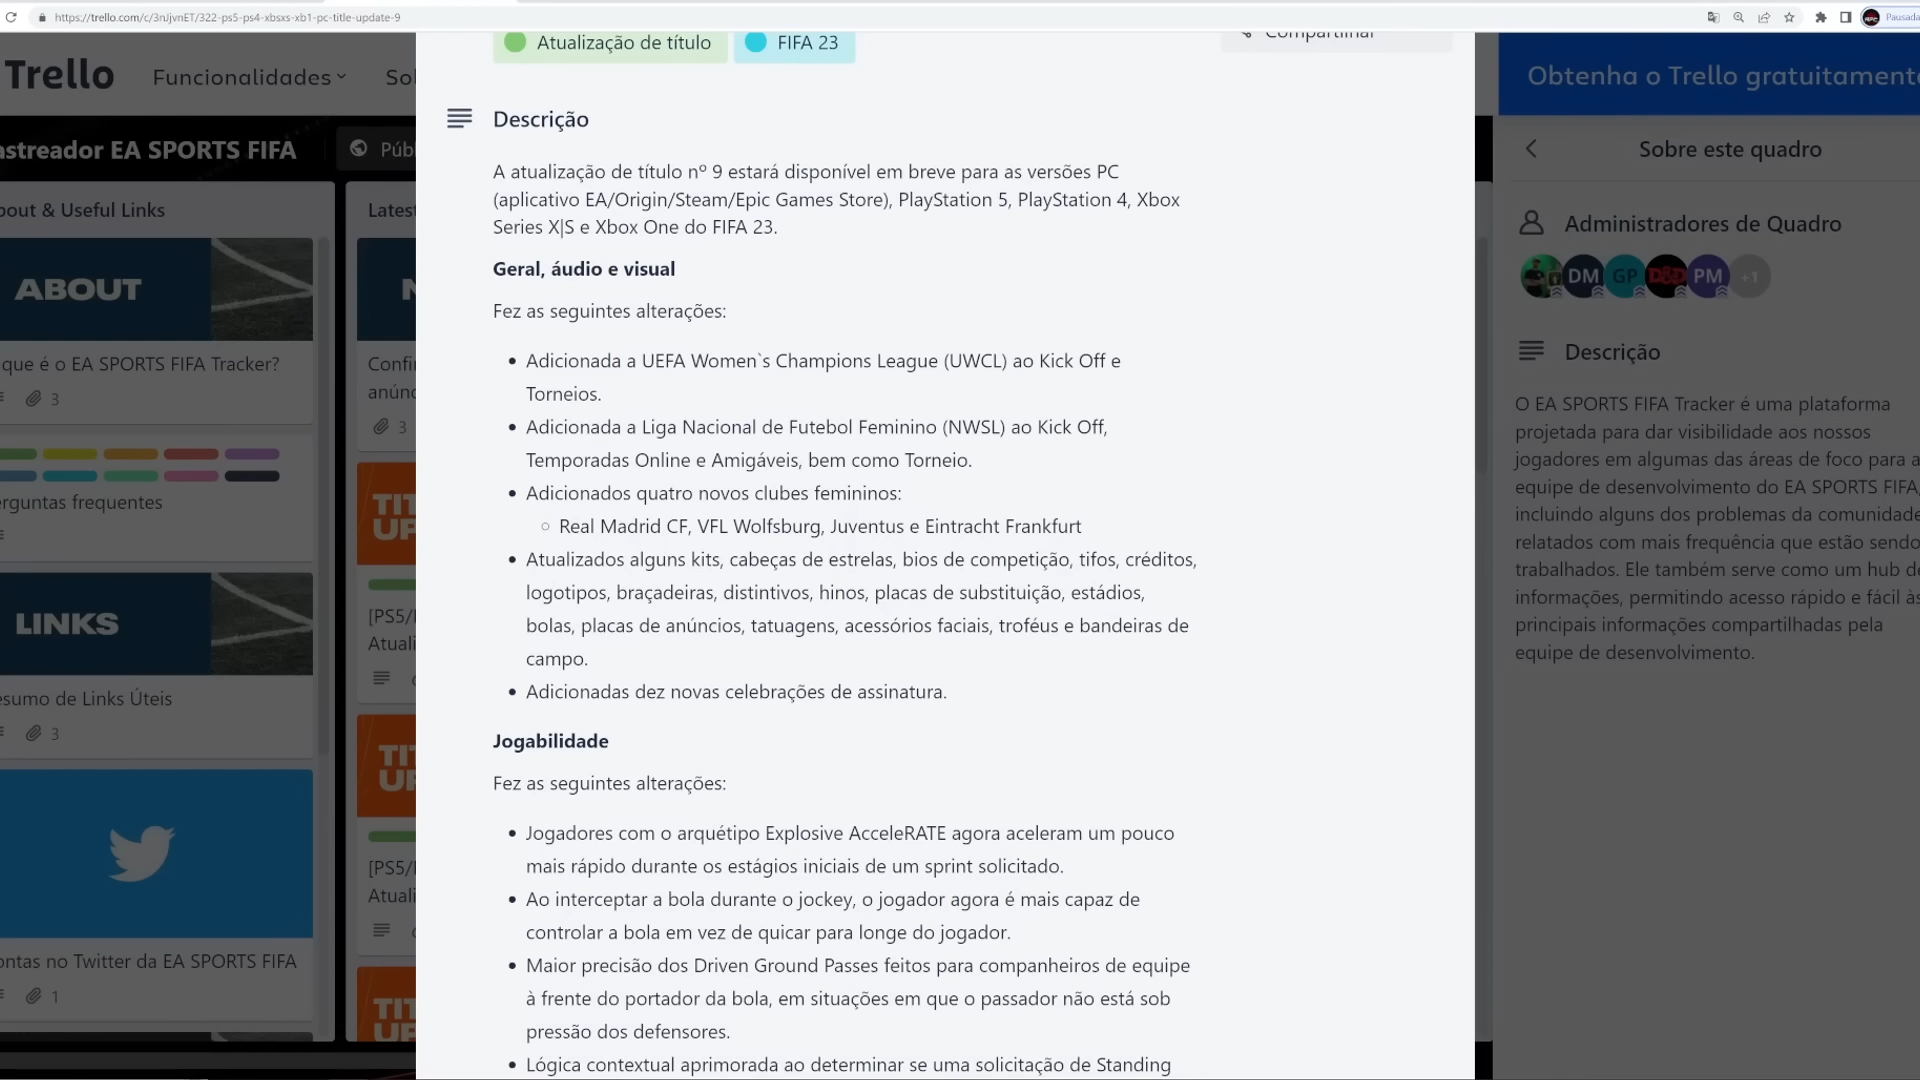 https://trello.com/c/3nJjvnET/322-ps5-ps4-xbsxs-xb1-pc-title-update-9
Pausada
Trello
Funcionalidades
Obtenha o Trello gratuitamente
EA SPORTS FIFA
About & Useful Links
ABOUT
que é o EA SPORTS FIFA Tracker?
3
Perguntas frequentes
LINKS
Resumo de Links Úteis
3
Contas no Twitter da EA SPORTS FIFA
1
Latest
3
[PS5/
[PS5/
Atualização de título
FIFA 23
Compartilhar
Descrição
A atualização de título nº 9 estará disponível em breve para as versões PC
(aplicativo EA/Origin/Steam/Epic Games Store), PlayStation 5, PlayStation 4, Xbox
Series X|S e Xbox One do FIFA 23.
Geral, áudio e visual
Fez as seguintes alterações:
Adicionada a UEFA Women`s Champions League (UWCL) ao Kick Off e
Torneios.
Adicionada a Liga Nacional de Futebol Feminino (NWSL) ao Kick Off,
Temporadas Online e Amigáveis, bem como Torneio.
Adicionados quatro novos clubes femininos:
Real Madrid CF, VFL Wolfsburg, Juventus e Eintracht Frankfurt
Atualizados alguns kits, cabeças de estrelas, bios de competição, tifos, créditos,
logotipos, braçadeiras, distintivos, hinos, placas de substituição, estádios,
bolas, placas de anúncios, tatuagens, acessórios faciais, troféus e bandeiras de
campo.
Adicionadas dez novas celebrações de assinatura.
Jogabilidade
Fez as seguintes alterações:
Jogadores com o arquétipo Explosive AcceleRATE agora aceleram um pouco
mais rápido durante os estágios iniciais de um sprint solicitado.
Ao interceptar a bola durante o jockey, o jogador agora é mais capaz de
controlar a bola em vez de quicar para longe do jogador.
Maior precisão dos Driven Ground Passes feitos para companheiros de equipe
à frente do portador da bola, em situações em que o passador não está sob
pressão dos defensores.
Lógica contextual aprimorada ao determinar se uma solicitação de Standing
Sobre este quadro
Administradores de Quadro
DM GP D&D PM +1
Descrição
O EA SPORTS FIFA Tracker é uma plataforma
projetada para dar visibilidade aos nossos
jogadores em algumas das áreas de foco para a
equipe de desenvolvimento do EA SPORTS FIFA,
incluindo alguns dos problemas da comunidade
relatados com mais frequência que estão sendo
trabalhados. Ele também serve como um hub de
informações, permitindo acesso rápido e fácil às
principais informações compartilhadas pela
equipe de desenvolvimento.